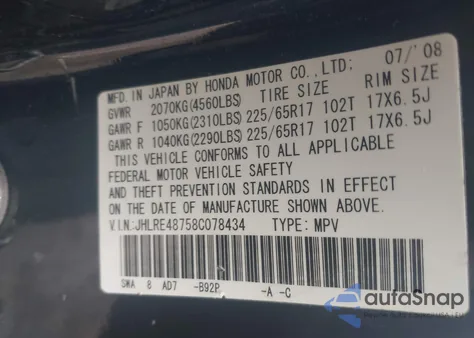 MFD. IN JAPAN BY HONDA MOTOR CO.,LTD. 07/'08
GVWR 2070KG(4560LBS) TIRE SIZE RIM SIZE
GAWR F 1050KG(2310LBS) 225/65R17 102T 17X6.5J
GAWR R 1040KG(2290LBS) 225/65R17 102T 17X6.5J
THIS VEHICLE CONFORMS TO ALL APPLICABLE
FEDERAL MOTOR VEHICLE SAFETY
AND THEFT PREVENTION STANDARDS IN EFFECT
ON THE DATE OF MANUFACTURE SHOWN ABOVE.
V.I.N:JHLRE48758C078434 TYPE: MPV
SWA 8 AD7 -B92P -A -C
autoSnap